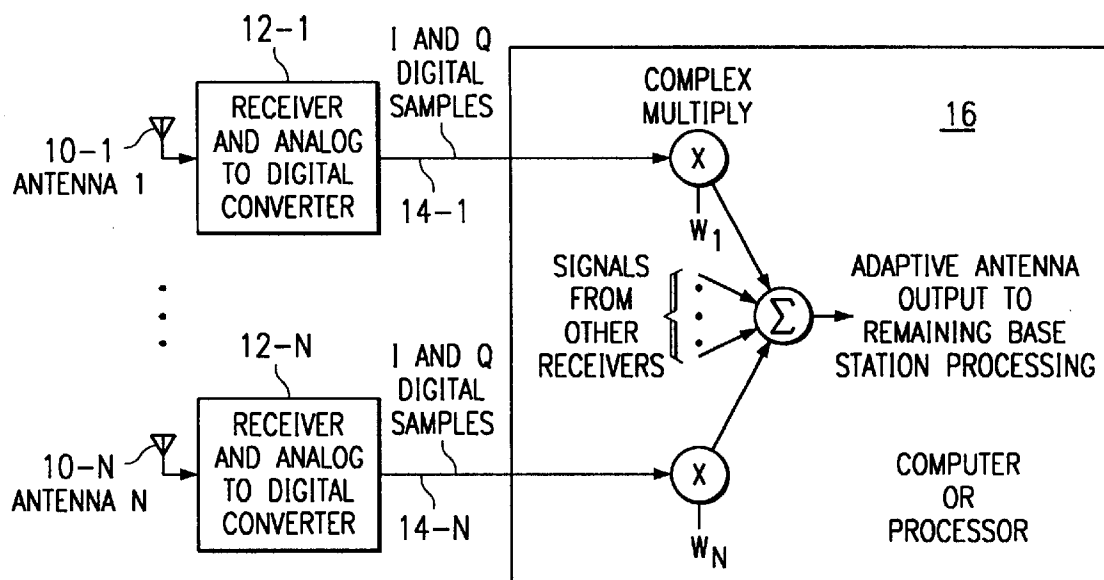 12-1
I AND Q
DIGITAL
SAMPLES
RECEIVER
AND ANALOG
TO DIGITAL
CONVERTER
10-1
ANTENNA 1
14-1
COMPLEX
MULTIPLY
16
X
W1
SIGNALS
FROM
OTHER
RECEIVERS
Σ
ADAPTIVE ANTENNA
OUTPUT TO
REMAINING BASE
STATION PROCESSING
12-N
I AND Q
DIGITAL
SAMPLES
RECEIVER
AND ANALOG
TO DIGITAL
CONVERTER
10-N
ANTENNA N
14-N
X
WN
COMPUTER
OR
PROCESSOR